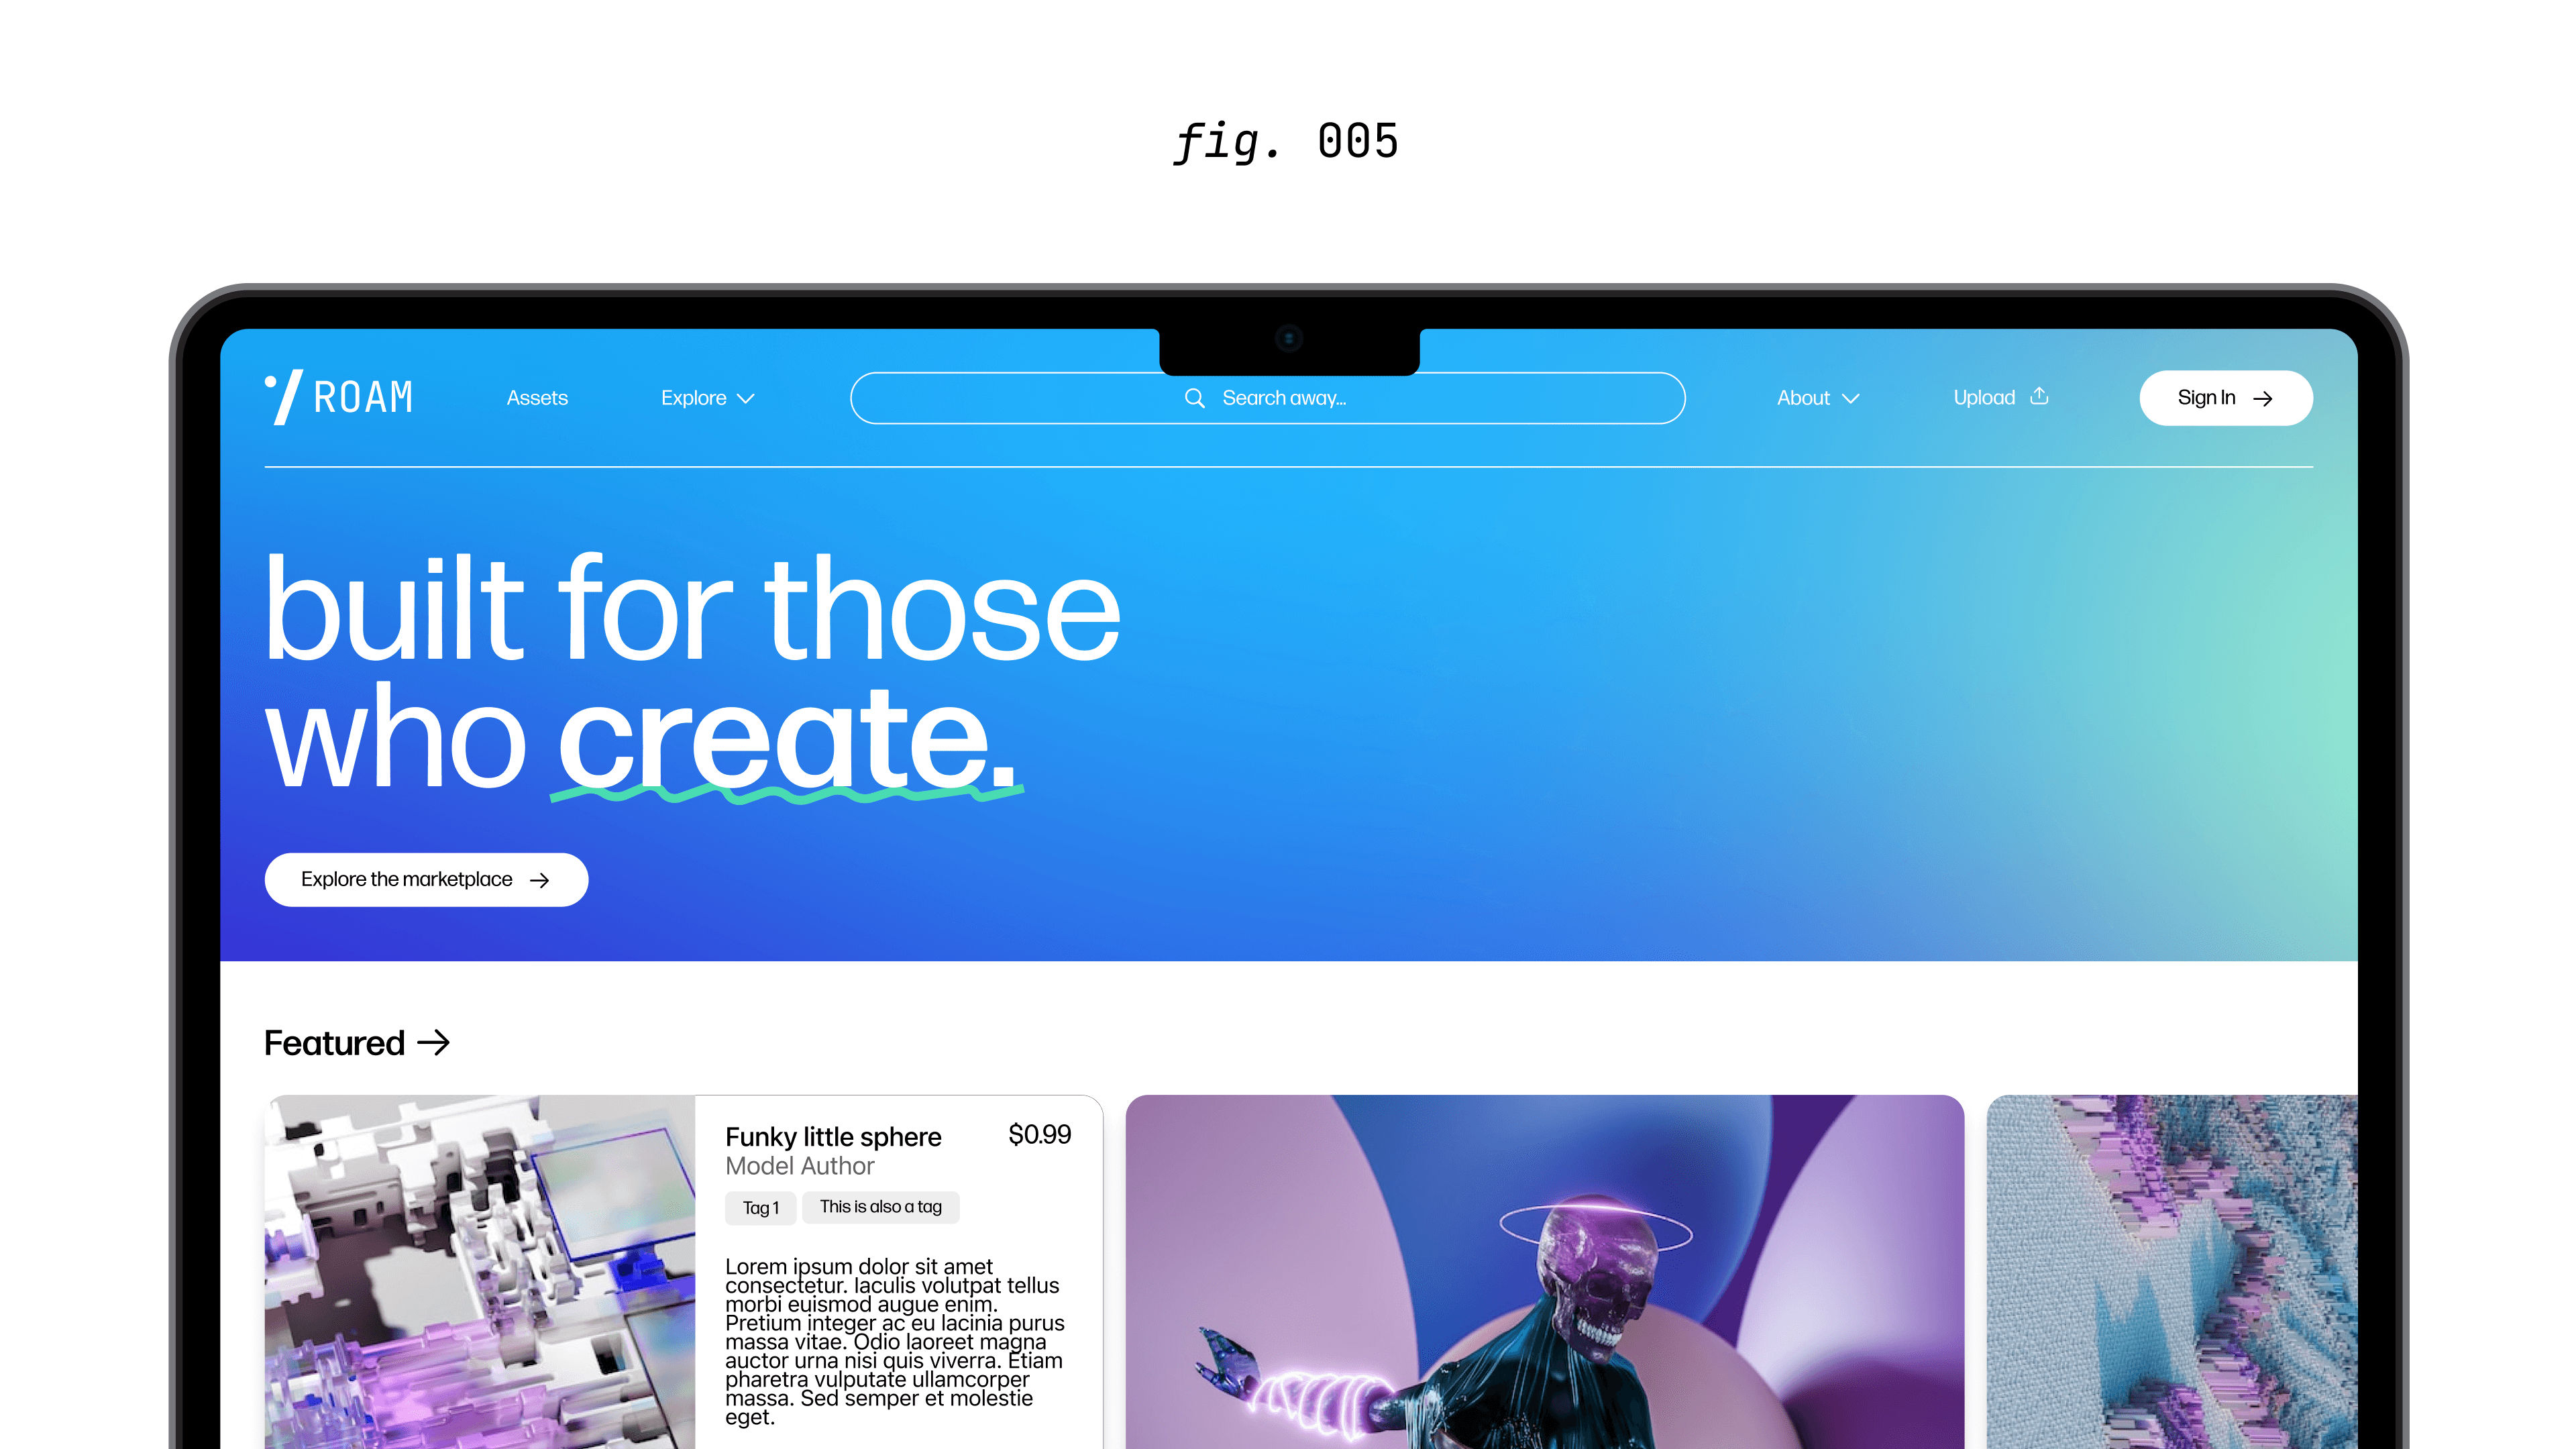 fig. 005
ROAM
Assets
Explore
Search away...
About
Upload
Sign In
built for those
who create.
Explore the marketplace
Featured
Funky little sphere
$0.99
Model Author
Tag 1
This is also a tag
Lorem ipsum dolor sit amet
consectetur. Iaculis volutpat tellus
morbi euismod augue enim.
Pretium integer ac eu lacinia purus
massa vitae. Odio laoreet magna
auctor urna nisi quis viverra. Etiam
pharetra vulputate ullamcorper
massa. Sed semper et molestie
eget.